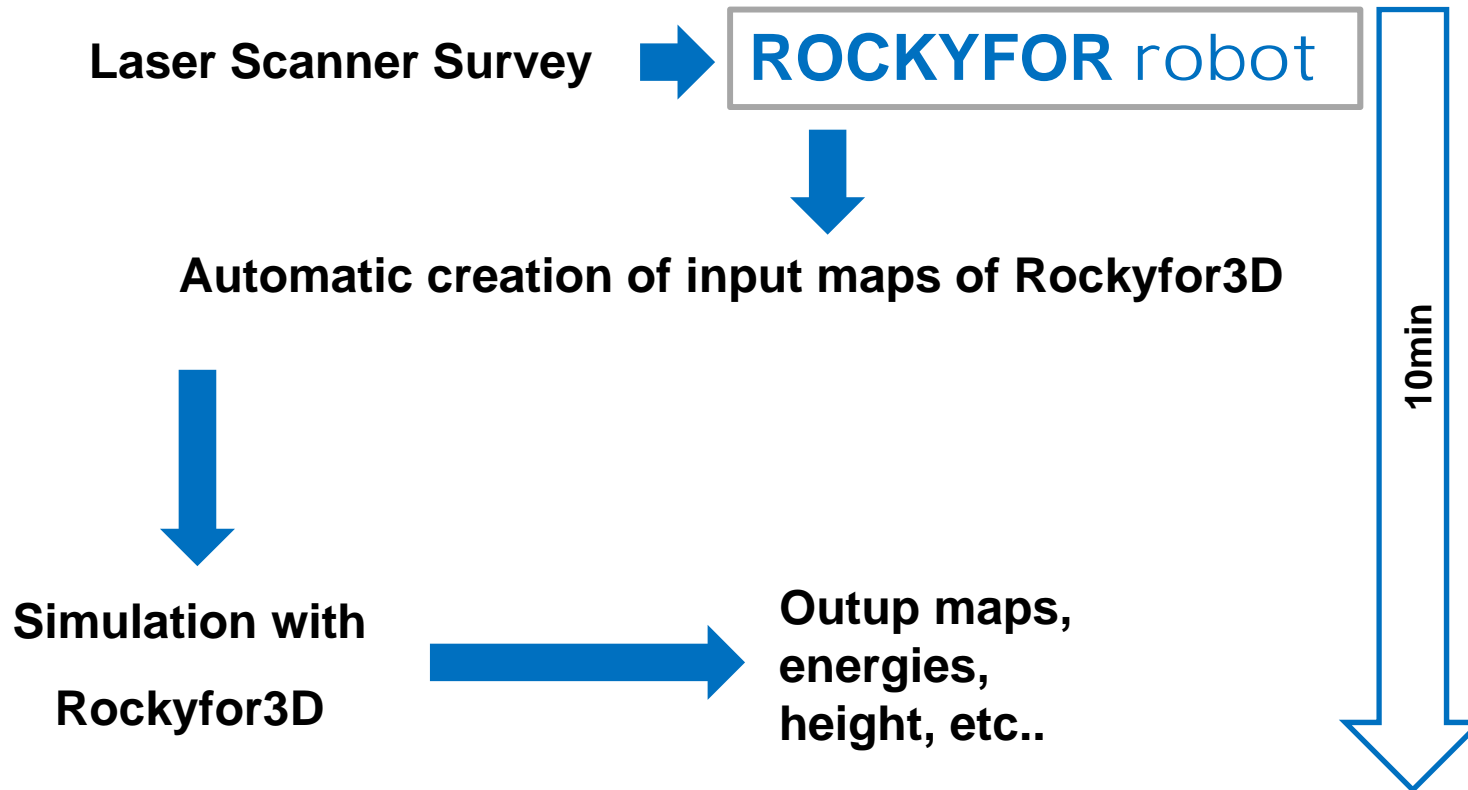 Laser Scanner Survey
ROCKYFOR robot
Automatic creation of input maps of Rockyfor3D
10min
Simulation with
Rockyfor3D
Outup maps,
energies,
height, etc..